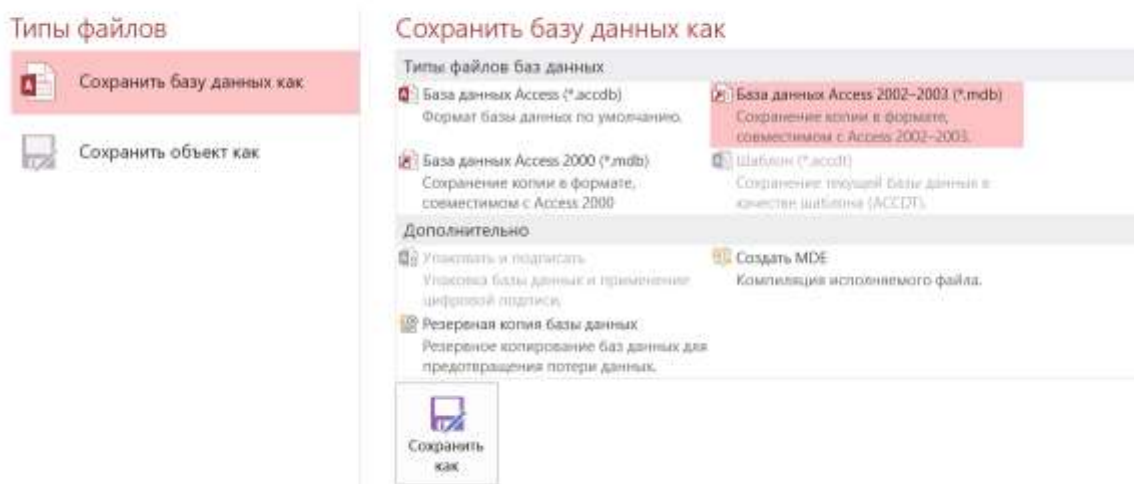 Типы файлов
Сохранить базу данных как
Сохранить объект как
Сохранить базу данных как
Типы файлов баз данных
База данных Access (*.accdb)
Формат базы данных по умолчанию.
База данных Access 2002–2003 (*.mdb)
Сохранение копии в формате,
совместимом с Access 2002–2003.
База данных Access 2000 (*.mdb)
Сохранение копии в формате,
совместимом с Access 2000
Шаблон (*.accdt)
Сохранение текущей базы данных в
качестве шаблона (ACCDT).
Дополнительно
Упаковать и подписать
Упаковка базы данных и применение
цифровой подписи.
Создать MDE
Компиляция исполняемого файла.
Резервная копия базы данных
Резервное копирование баз данных для
предотвращения потери данных.
Сохранить
как